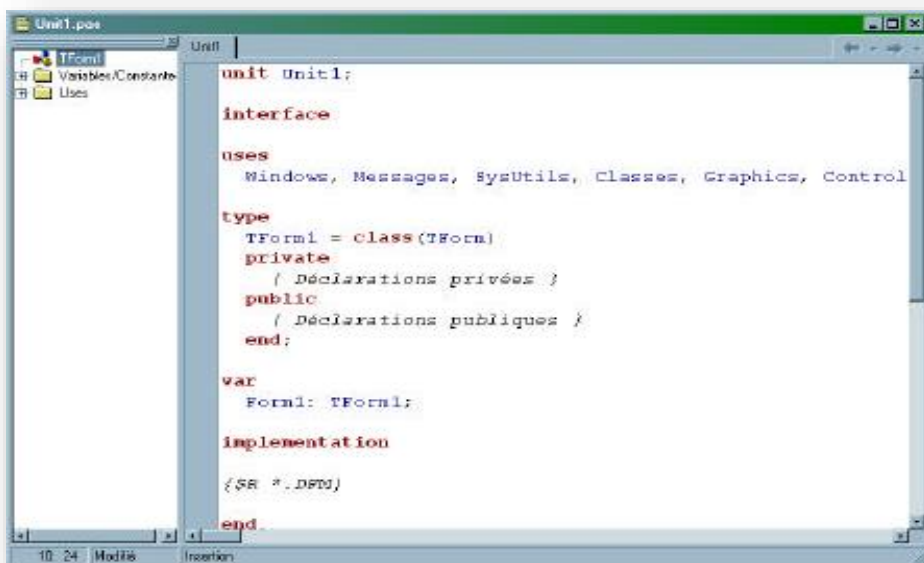 Unit1.pas
TForm1
Variables/Constante
Uses
Unit1
unit Unit1;
interface
uses
Windows, Messages, SysUtils, Classes, Graphics, Control
type
TForm1 = class(TForm)
private
{ Déclarations privées }
public
{ Déclarations publiques }
end;
var
Form1: TForm1;
implementation
{$R *.DFM}
end.
10: 24 Modifié Insertion